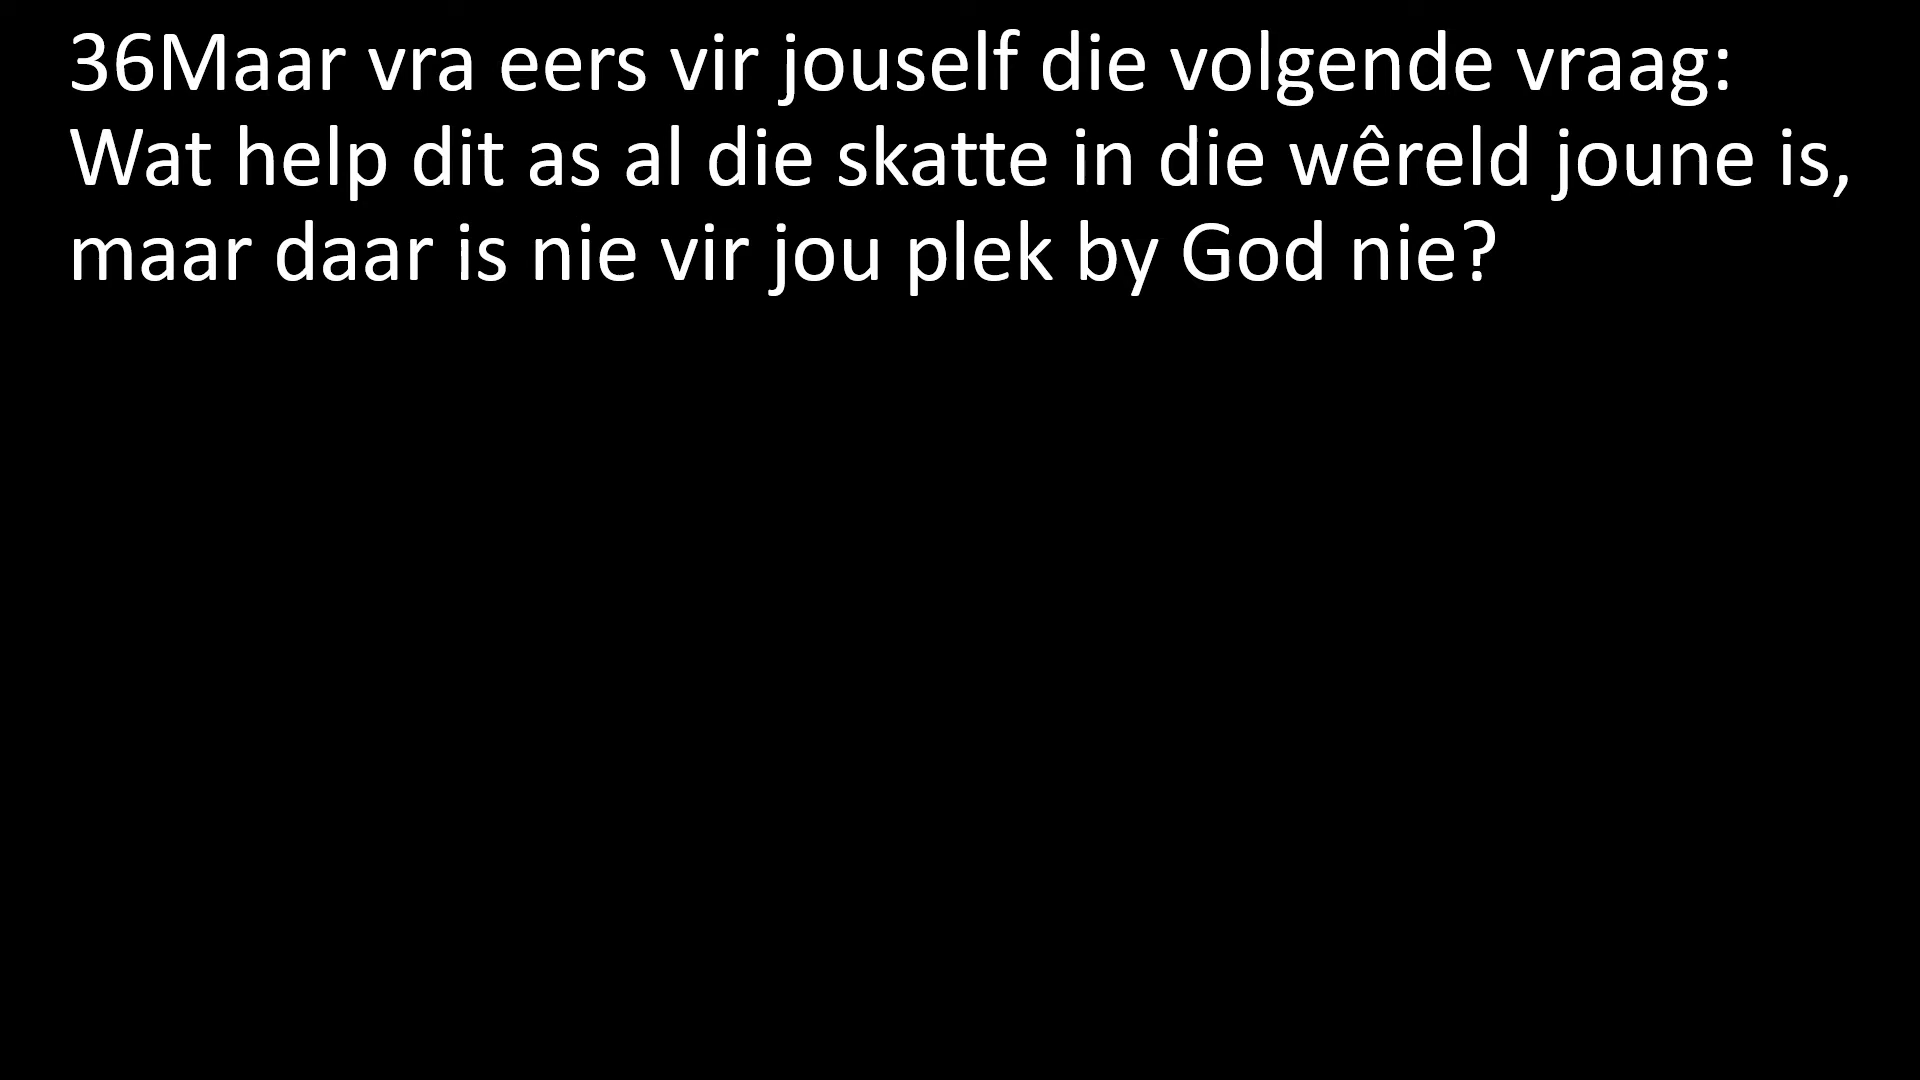 36Maar vra eers vir jouself die volgende vraag:
Wat help dit as al die skatte in die wêreld joune is,
maar daar is nie vir jou plek by God nie?